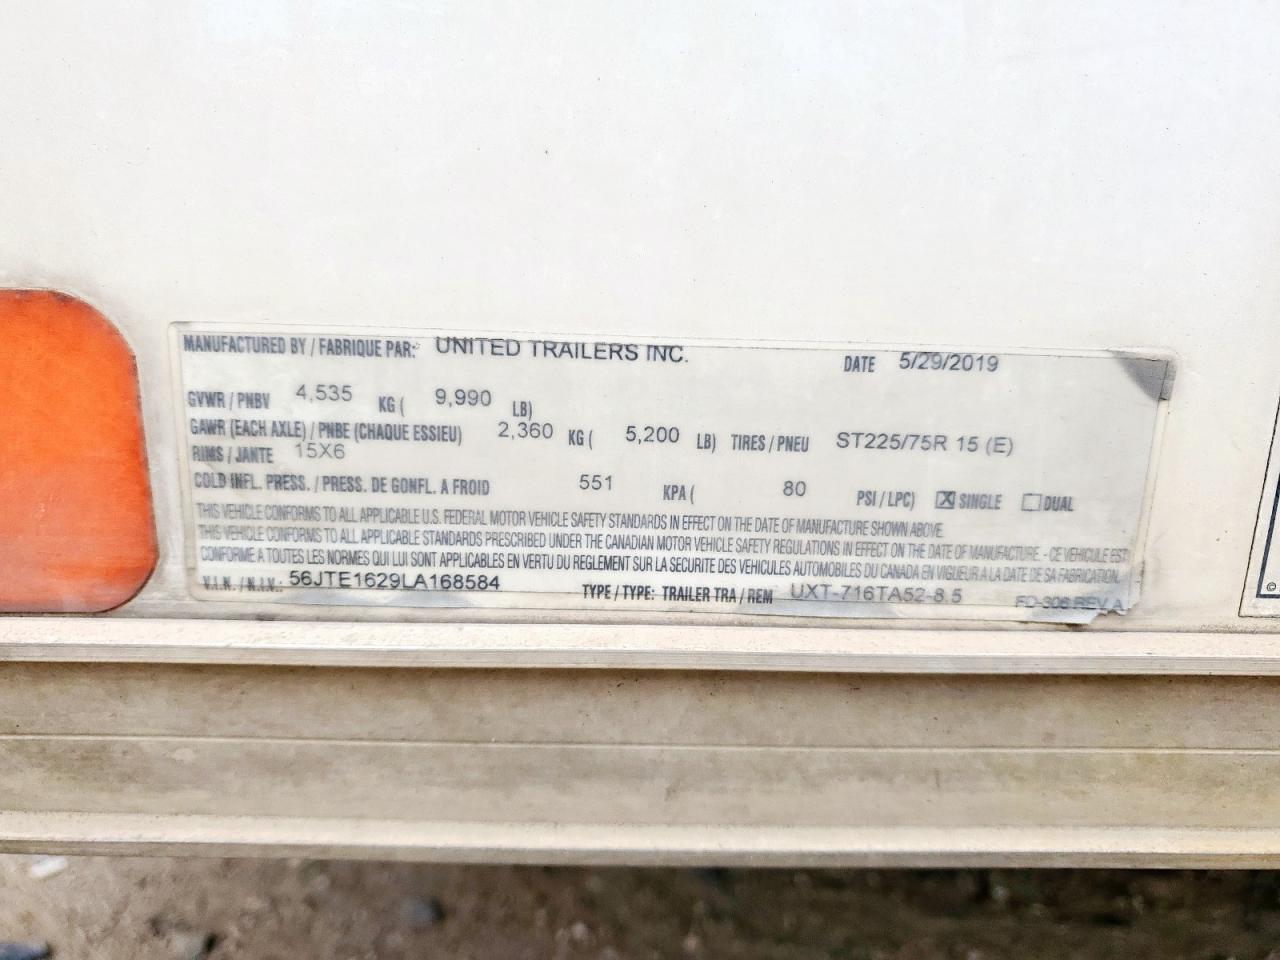 MANUFACTURED BY / FABRIQUE PAR: UNITED TRAILERS INC. DATE 5/29/2019
GVWR / PNBV 4,535 KG ( 9,990 LB)
GAWR (EACH AXLE) / PNBE (CHAQUE ESSIEU) 2,360 KG ( 5,200 LB) TIRES / PNEU ST225/75R 15 (E)
RIMS / JANTE 15X6
COLD INFL. PRESS. / PRESS. DE GONFL. A FROID 551 KPA ( 80 PSI / LPC) SINGLE DUAL
THIS VEHICLE CONFORMS TO ALL APPLICABLE U.S. FEDERAL MOTOR VEHICLE SAFETY STANDARDS IN EFFECT ON THE DATE OF MANUFACTURE SHOWN ABOVE.
THIS VEHICLE CONFORMS TO ALL APPLICABLE STANDARDS PRESCRIBED UNDER THE CANADIAN MOTOR VEHICLE SAFETY REGULATIONS IN EFFECT ON THE DATE OF MANUFACTURE - CE VEHICULE EST
CONFORME A TOUTES LES NORMES QUI LUI SONT APPLICABLES EN VERTU DU REGLEMENT SUR LA SECURITE DES VEHICULES AUTOMOBILES DU CANADA EN VIGUEUR A LA DATE DE SA FABRICATION.
V.I.N. / N.I.V.: 56JTE1629LA168584 TYPE / TYPE: TRAILER TRA / REM UXT-716TA52-8.5 FD-306 REV A
©